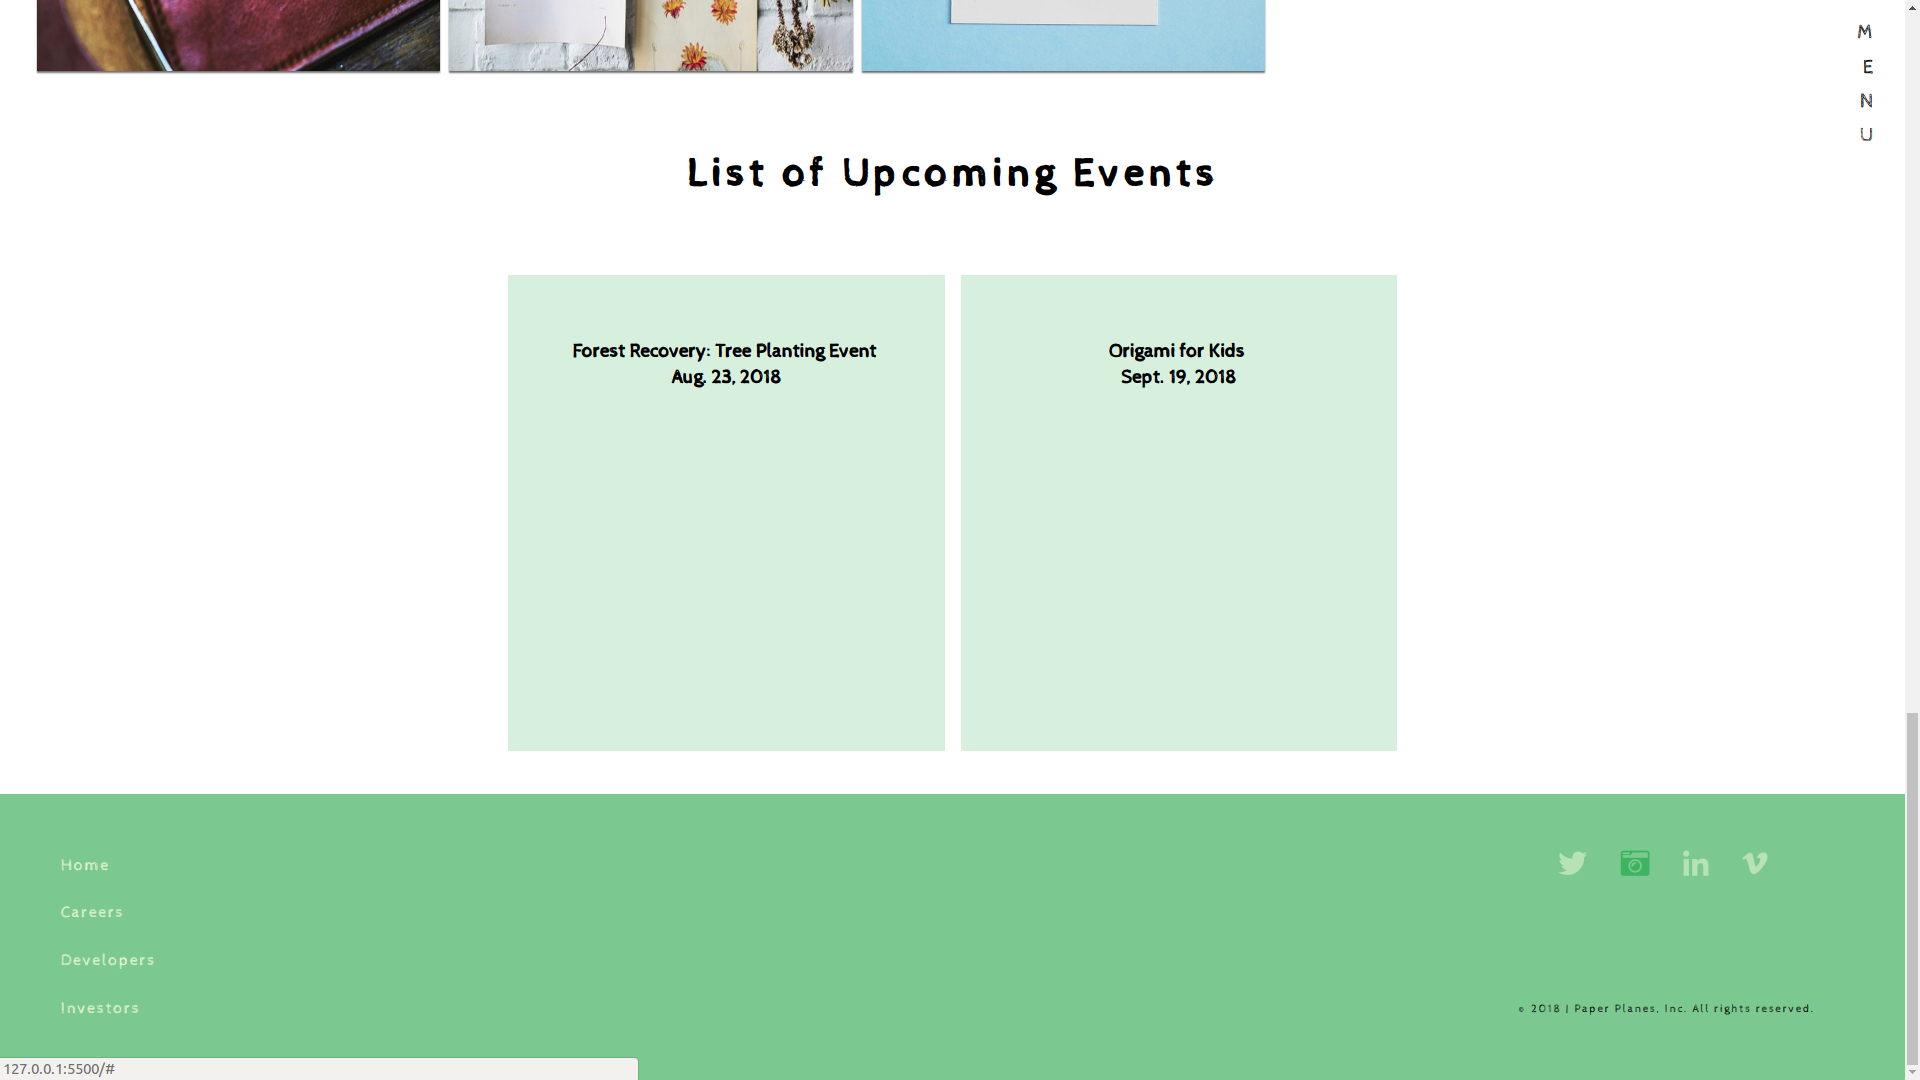 M
E
N
U
List of Upcoming Events
Forest Recovery: Tree Planting Event
Aug. 23, 2018
Origami for Kids
Sept. 19, 2018
Home
Careers
Developers
Investors
© 2018 | Paper Planes, Inc. All rights reserved.
127.0.0.1:5500/#